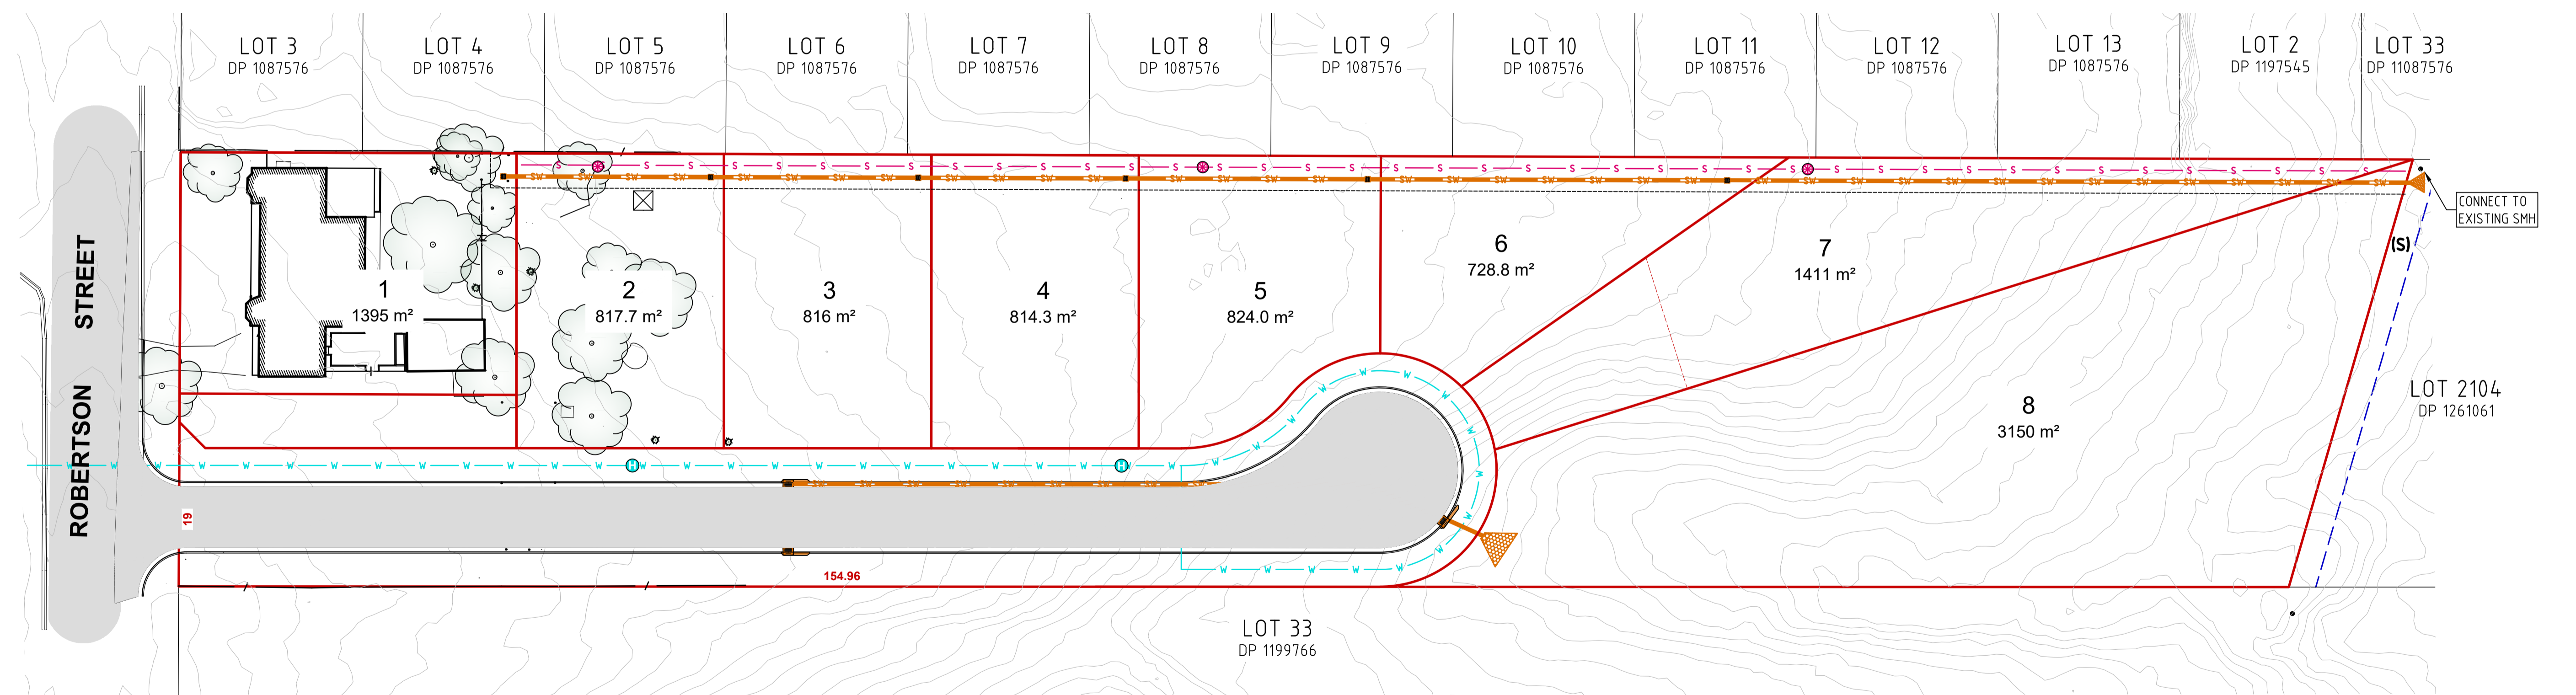 LOT 3
DP 1087576
LOT 4
DP 1087576
LOT 5
DP 1087576
LOT 6
DP 1087576
LOT 7
DP 1087576
LOT 8
DP 1087576
LOT 9
DP 1087576
LOT 10
DP 1087576
LOT 11
DP 1087576
LOT 12
DP 1087576
LOT 13
DP 1087576
LOT 2
DP 1197545
LOT 33
DP 11087576
CONNECT TO
EXISTING SMH
(S)
ROBERTSON STREET
1
1395 m²
2
817.7 m²
3
816 m²
4
814.3 m²
5
824.0 m²
6
728.8 m²
7
1411 m²
8
3150 m²
LOT 2104
DP 1261061
19
154.96
LOT 33
DP 1199766